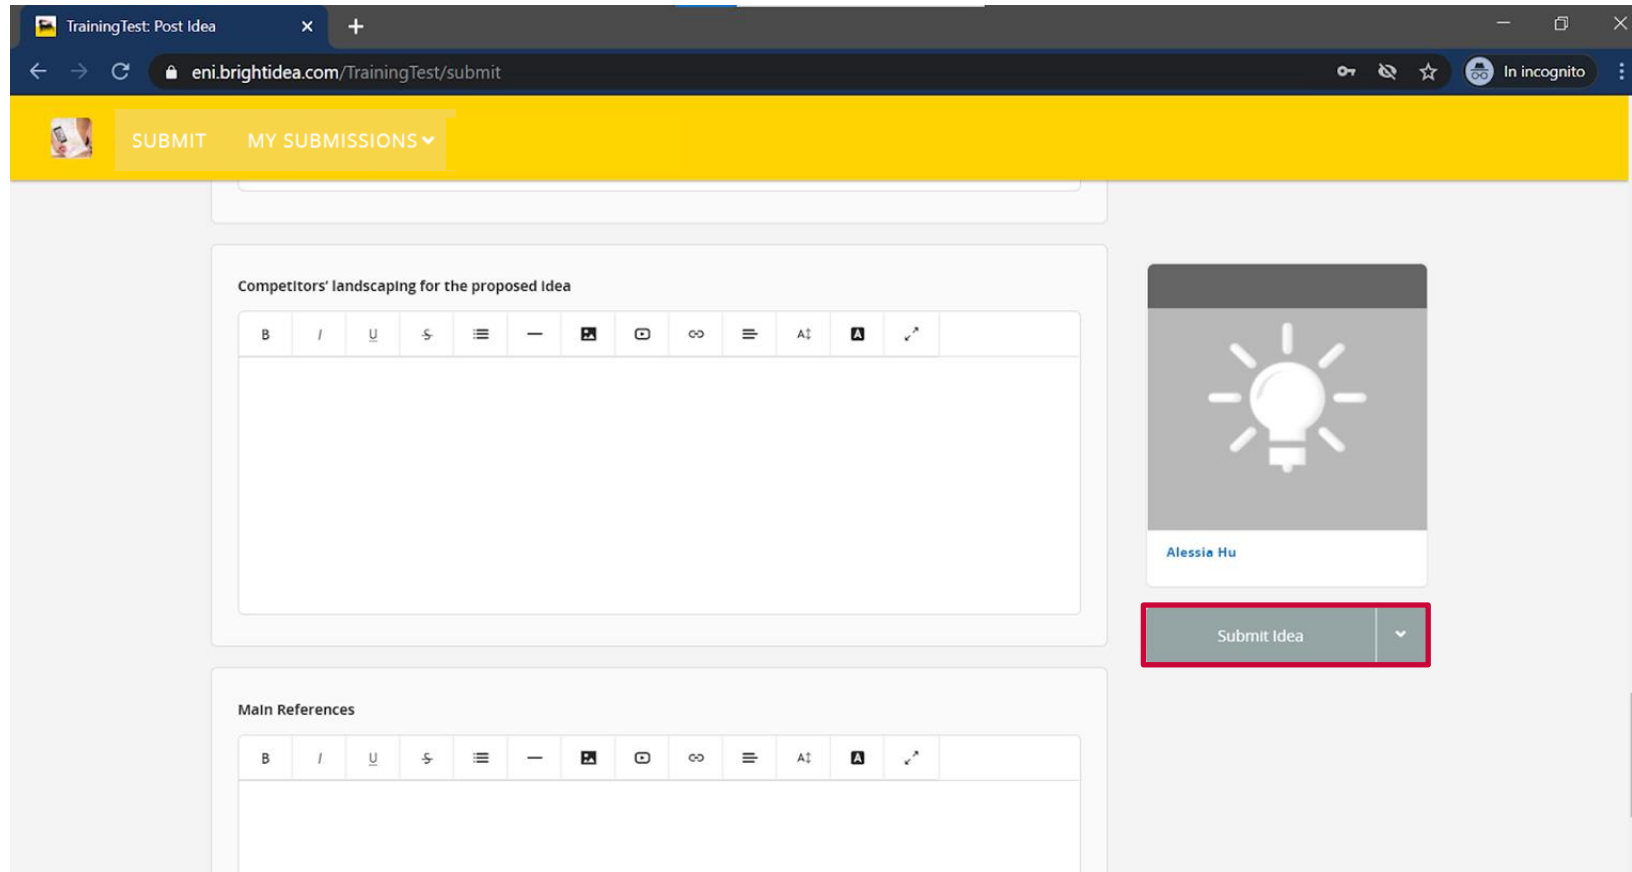 TrainingTest: Post Idea
eni.brightidea.com/TrainingTest/submit
In incognito
SUBMIT MY SUBMISSIONS
Competitors' landscaping for the proposed idea
B I U S A A
Alessia Hu
Submit Idea
Main References
B I U S A A